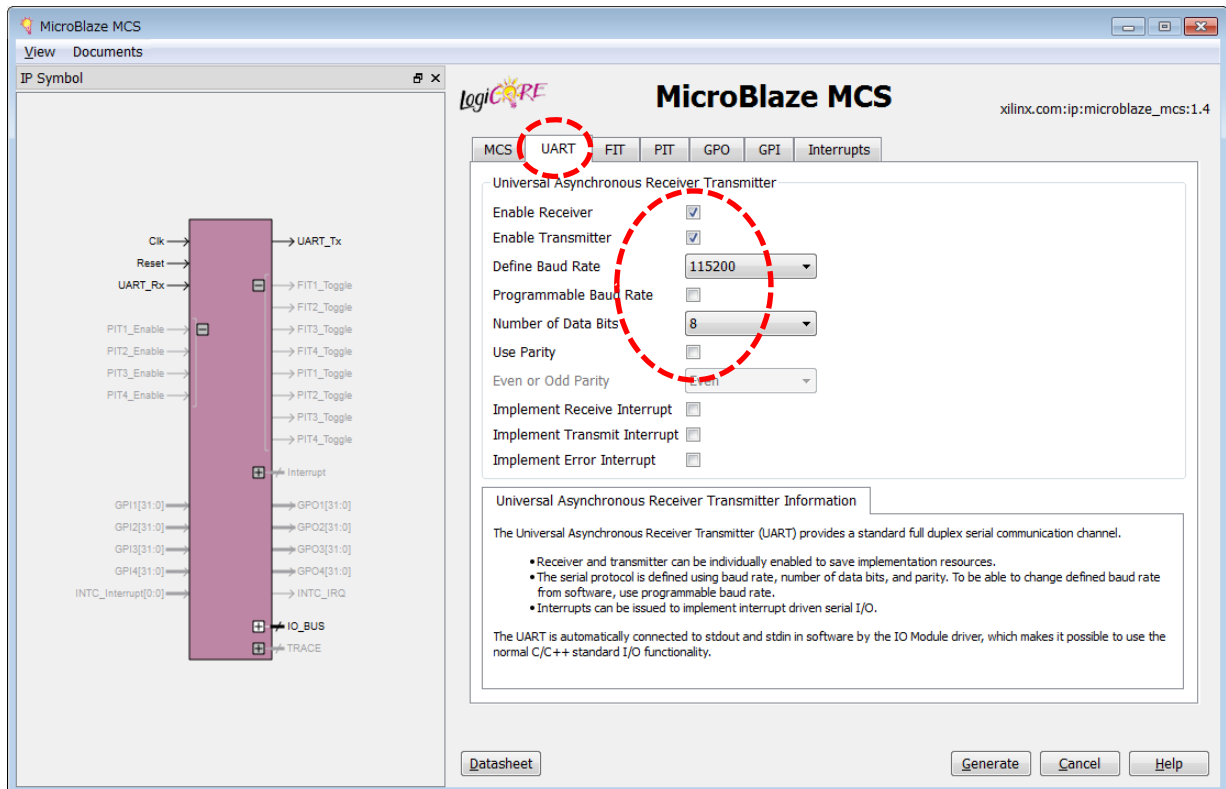 MicroBlaze MCS
View Documents
IP Symbol
LogiCORE
MicroBlaze MCS
xilinx.com:ip:microblaze_mcs:1.4
MCS UART FIT PIT GPO GPI Interrupts
Universal Asynchronous Receiver Transmitter
Enable Receiver
Enable Transmitter
Define Baud Rate 115200
Programmable Baud Rate
Number of Data Bits 8
Use Parity
Even or Odd Parity Even
Implement Receive Interrupt
Implement Transmit Interrupt
Implement Error Interrupt
Clk UART_Tx
Reset
UART_Rx FIT1_Toggle
FIT2_Toggle
PIT1_Enable FIT3_Toggle
PIT2_Enable FIT4_Toggle
PIT3_Enable PIT1_Toggle
PIT4_Enable PIT2_Toggle
PIT3_Toggle
PIT4_Toggle
Interrupt
GPI1[31:0] GPO1[31:0]
GPI2[31:0] GPO2[31:0]
GPI3[31:0] GPO3[31:0]
GPI4[31:0] GPO4[31:0]
INTC_Interrupt[0:0] INTC_IRQ
IO_BUS
TRACE
Universal Asynchronous Receiver Transmitter Information
The Universal Asynchronous Receiver Transmitter (UART) provides a standard full duplex serial communication channel.
•Receiver and transmitter can be individually enabled to save implementation resources.
•The serial protocol is defined using baud rate, number of data bits, and parity. To be able to change defined baud rate
from software, use programmable baud rate.
•Interrupts can be issued to implement interrupt driven serial I/O.
The UART is automatically connected to stdout and stdin in software by the IO Module driver, which makes it possible to use the
normal C/C++ standard I/O functionality.
Datasheet Generate Cancel Help